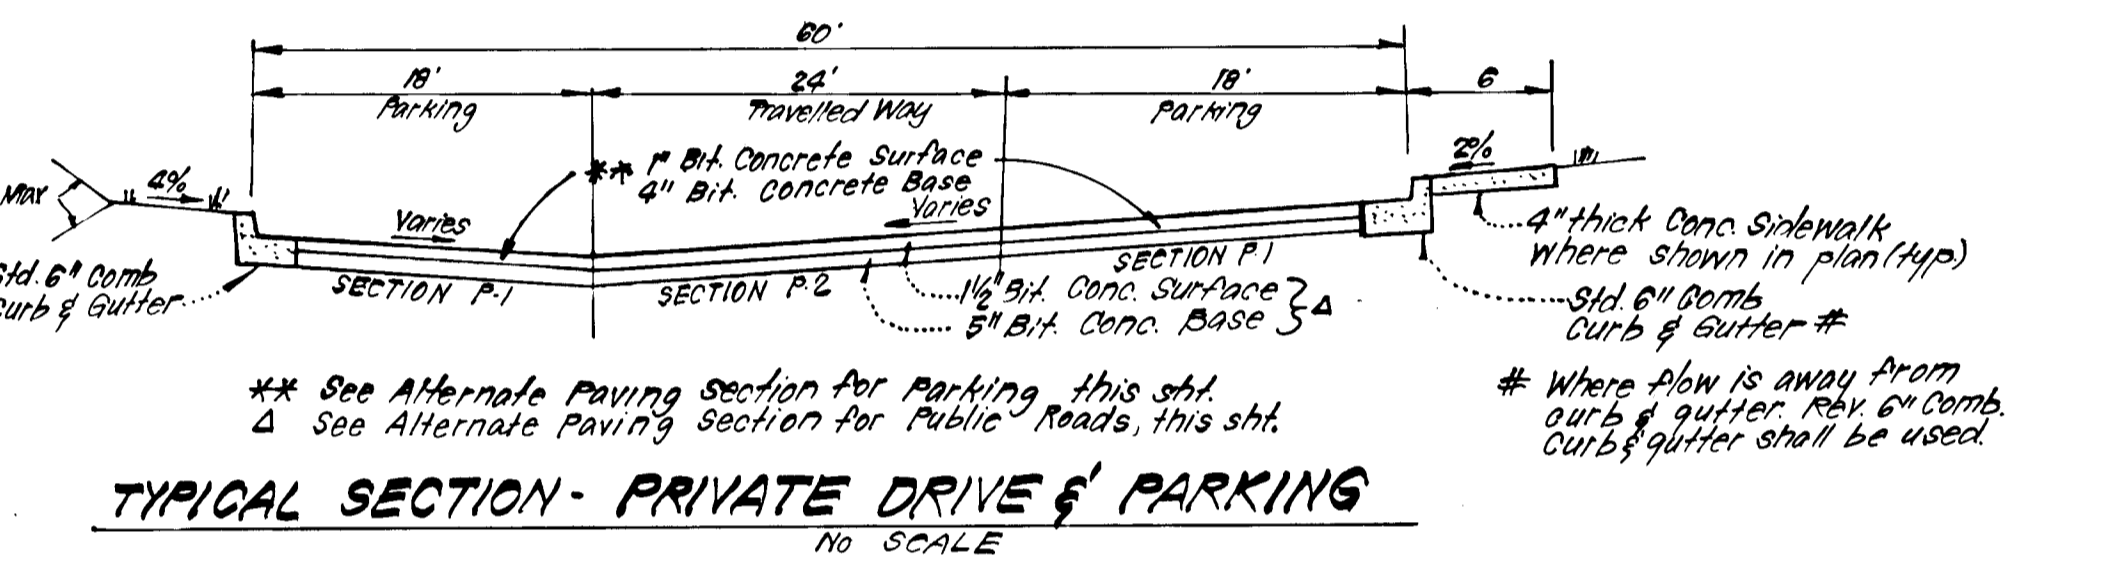 60'
18'
24'
18'
6
Parking
Travelled Way
Parking
** 1" Bit. Concrete Surface
4" Bit. Concrete Base
2%
Max
4%
Varies
Varies
4" thick Conc. Sidewalk
where shown in plan (typ.)
Std. 6" Comb
Curb & Gutter
SECTION P-1
SECTION P.2
SECTION P.1
1½" Bit. Conc. Surface
5" Bit. Conc. Base } Δ
Std. 6" Comb
Curb & Gutter #
** See Alternate Paving Section for Parking this sht.
Δ See Alternate Paving Section for Public Roads, this sht.
# Where flow is away from
curb & gutter. Rev. 6" Comb.
Curb & gutter shall be used.
TYPICAL SECTION - PRIVATE DRIVE & PARKING
No SCALE